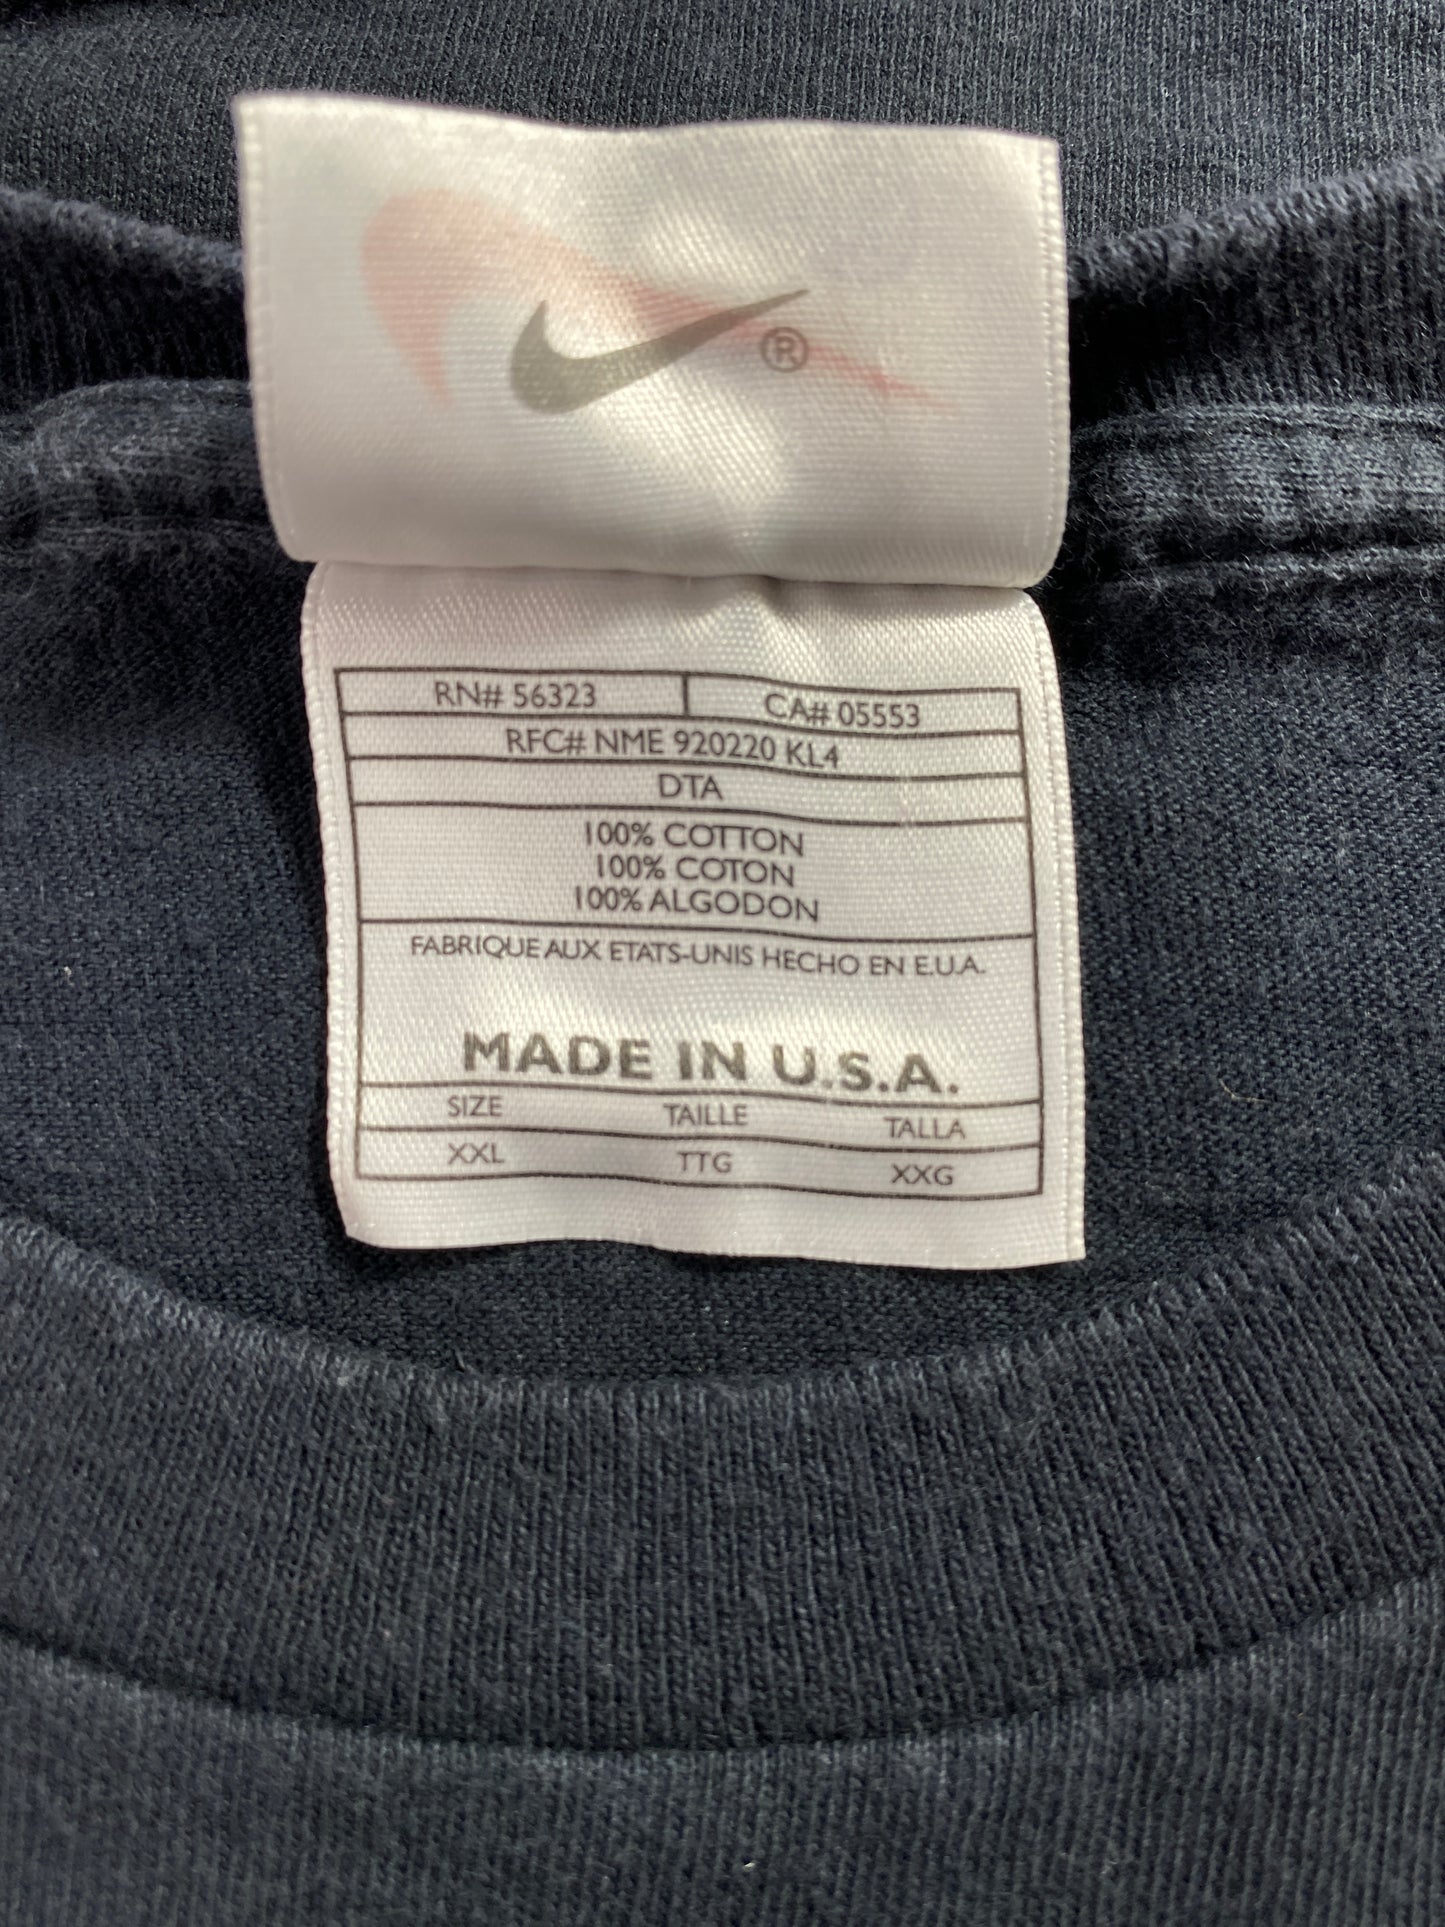 ®
RN# 56323 CA# 05553
RFC# NME 920220 KL4
DTA
100% COTTON
100% COTON
100% ALGODON
FABRIQUE AUX ETATS-UNIS HECHO EN E.U.A.
MADE IN U.S.A.
SIZE TAILLE TALLA
XXL TTG XXG